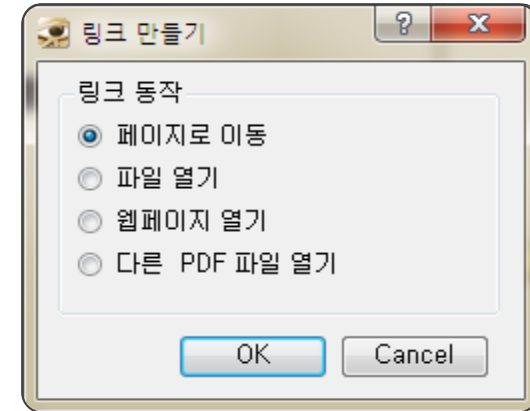 링크 만들기
링크 동작
페이지로 이동
파일 열기
웹페이지 열기
다른 PDF 파일 열기
OK Cancel